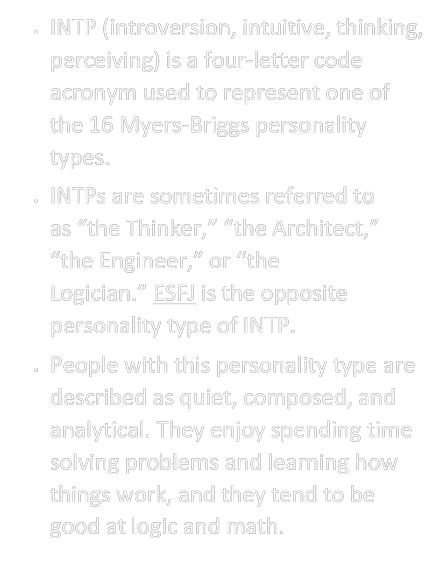 • INTP (introversion, intuitive, thinking,
perceiving) is a four-letter code
acronym used to represent one of
the 16 Myers-Briggs personality
types.
• INTPs are sometimes referred to
as “the Thinker,” “the Architect,”
“the Engineer,” or “the
Logician.” ESFJ is the opposite
personality type of INTP.
• People with this personality type are
described as quiet, composed, and
analytical. They enjoy spending time
solving problems and learning how
things work, and they tend to be
good at logic and math.